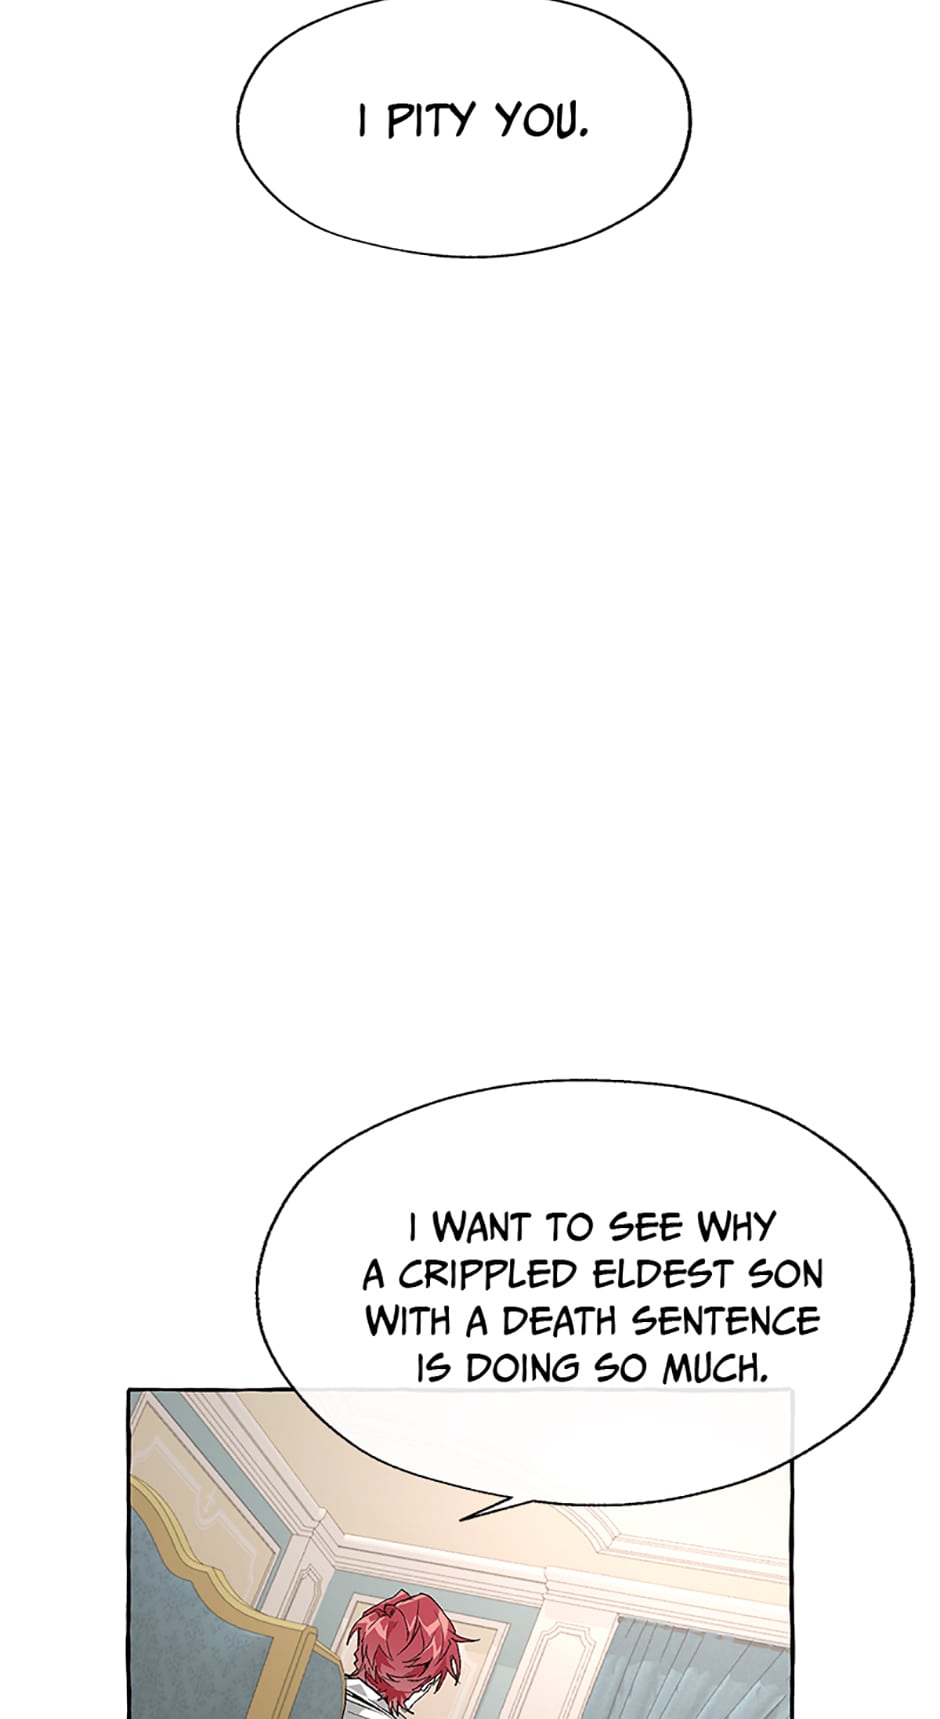 I PITY YOU.
I WANT TO SEE WHY
A CRIPPLED ELDEST SON
WITH A DEATH SENTENCE
IS DOING SO MUCH.